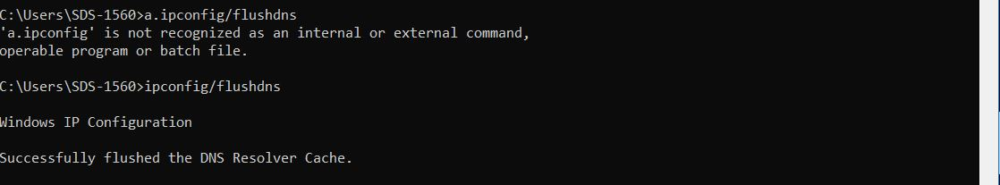 C:\Users\SDS-1560>a.ipconfig/flushdns
'a.ipconfig' is not recognized as an internal or external command,
operable program or batch file.
C:\Users\SDS-1560>ipconfig/flushdns
Windows IP Configuration
Successfully flushed the DNS Resolver Cache.